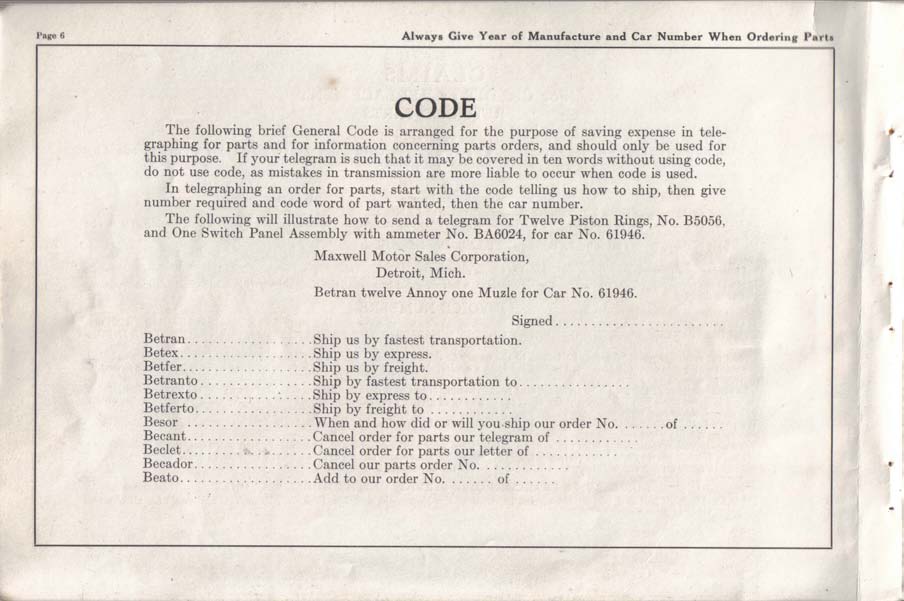 Page 6
Always Give Year of Manufacture and Car Number When Ordering Parts
CODE
The following brief General Code is arranged for the purpose of saving expense in tele-
graphing for parts and for information concerning parts orders, and should only be used for
this purpose. If your telegram is such that it may be covered in ten words without using code,
do not use code, as mistakes in transmission are more liable to occur when code is used.
In telegraphing an order for parts, start with the code telling us how to ship, then give
number required and code word of part wanted, then the car number.
The following will illustrate how to send a telegram for Twelve Piston Rings, No. B5056,
and One Switch Panel Assembly with ammeter No. BA6024, for car No. 61946.
Maxwell Motor Sales Corporation,
Detroit, Mich.
Betran twelve Annoy one Muzle for Car No. 61946.
Signed........................
Betran..................Ship us by fastest transportation.
Betex...................Ship us by express.
Betfer..................Ship us by freight.
Betranto................Ship by fastest transportation to................
Betrexto................Ship by express to............
Betferto................Ship by freight to ............
Besor ..................When and how did or will you ship our order No. .......of ......
Becant..................Cancel order for parts our telegram of ............
Beclet..................Cancel order for parts our letter of ............
Becador.................Cancel our parts order No. ............
Beato...................Add to our order No. ...... of ......